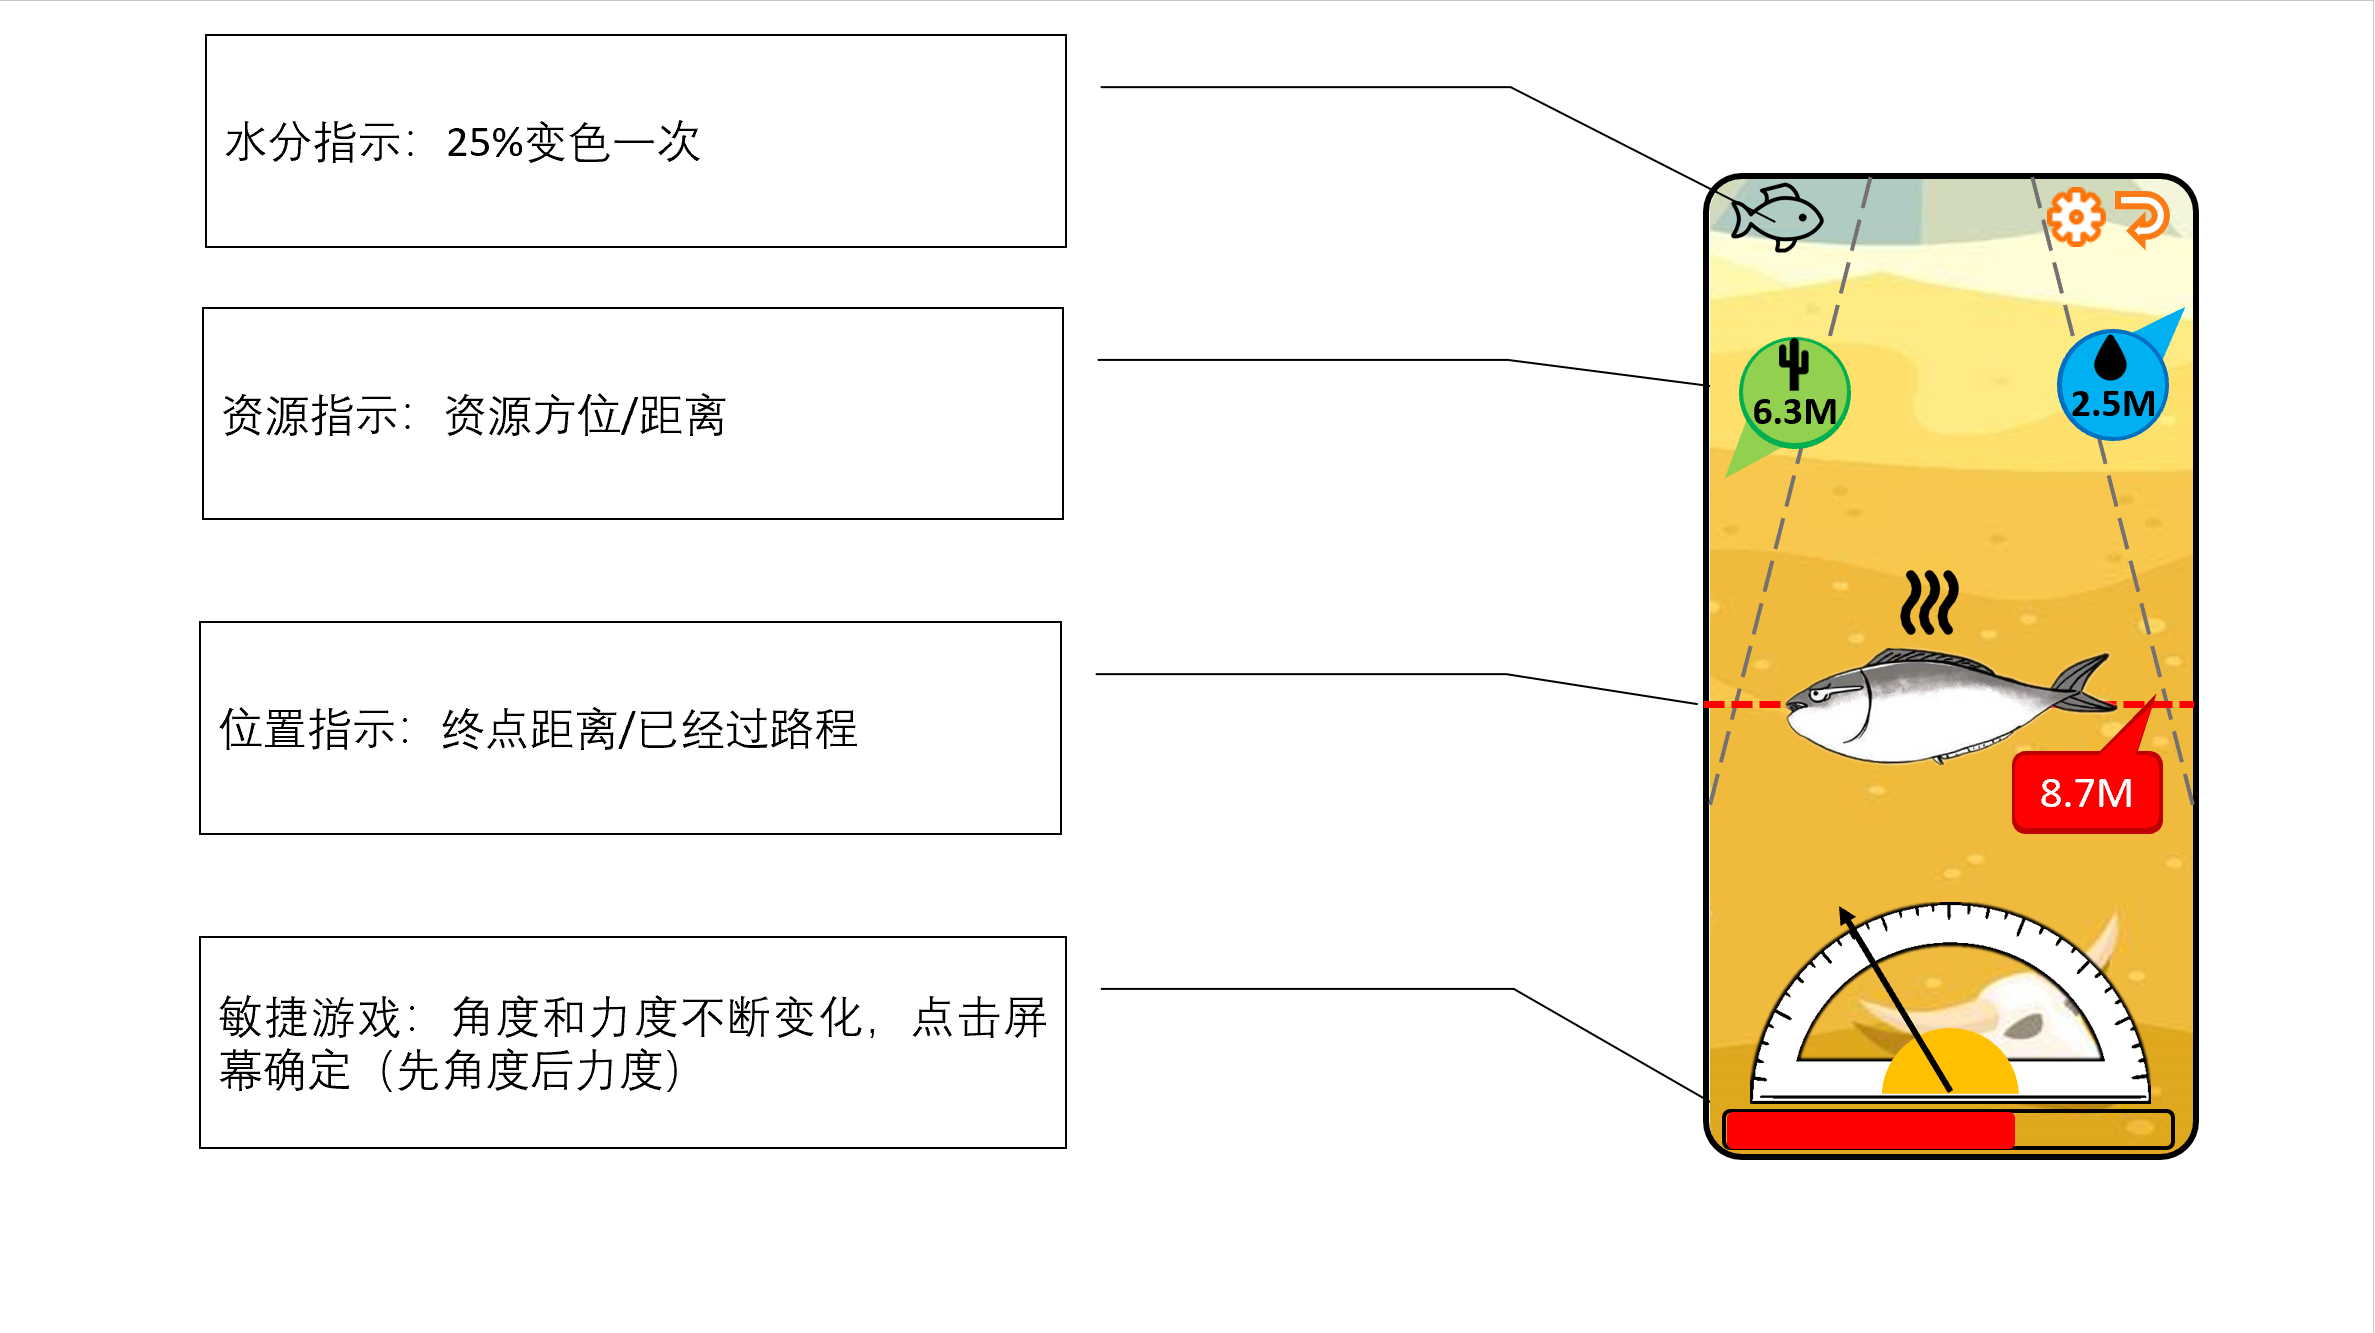 水分指示：25%变色一次
资源指示：资源方位/距离
6.3M
2.5M
位置指示：终点距离/已经过路程
8.7M
敏捷游戏：角度和力度不断变化，点击屏
幕确定（先角度后力度）